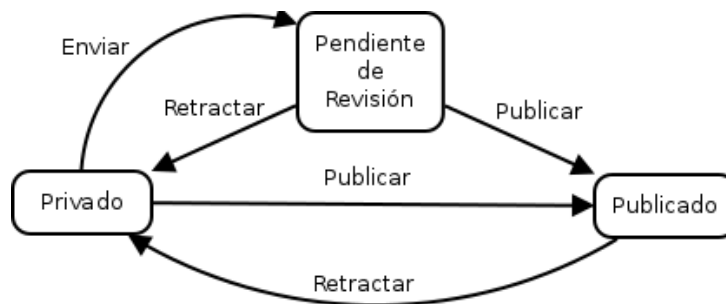 Enviar
Pendiente
de
Revisión
Retractar
Publicar
Publicar
Privado
Publicado
Retractar